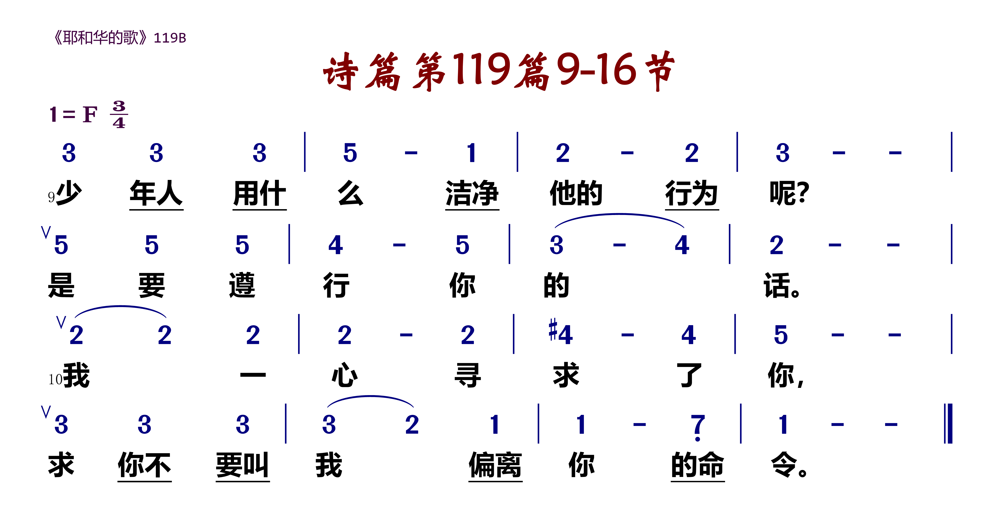 《耶和华的歌》119B
诗篇第119篇9-16节
1= F 3/4
3 3 3 | 5 - 1 | 2 - 2 | 3 - - |
9少 年人 用什 么 洁净 他的 行为 呢？
∨5 5 5 | 4 - 5 | 3 - 4 | 2 - - |
是 要 遵 行 你 的 话。
∨2 2 2 | 2 - 2 | #4 - 4 | 5 - - |
10我 一 心 寻 求 了 你，
∨3 3 3 | 3 2 1 | 1 - 7̣ | 1 - - ‖
求 你不 要叫 我 偏离 你 的命 令。